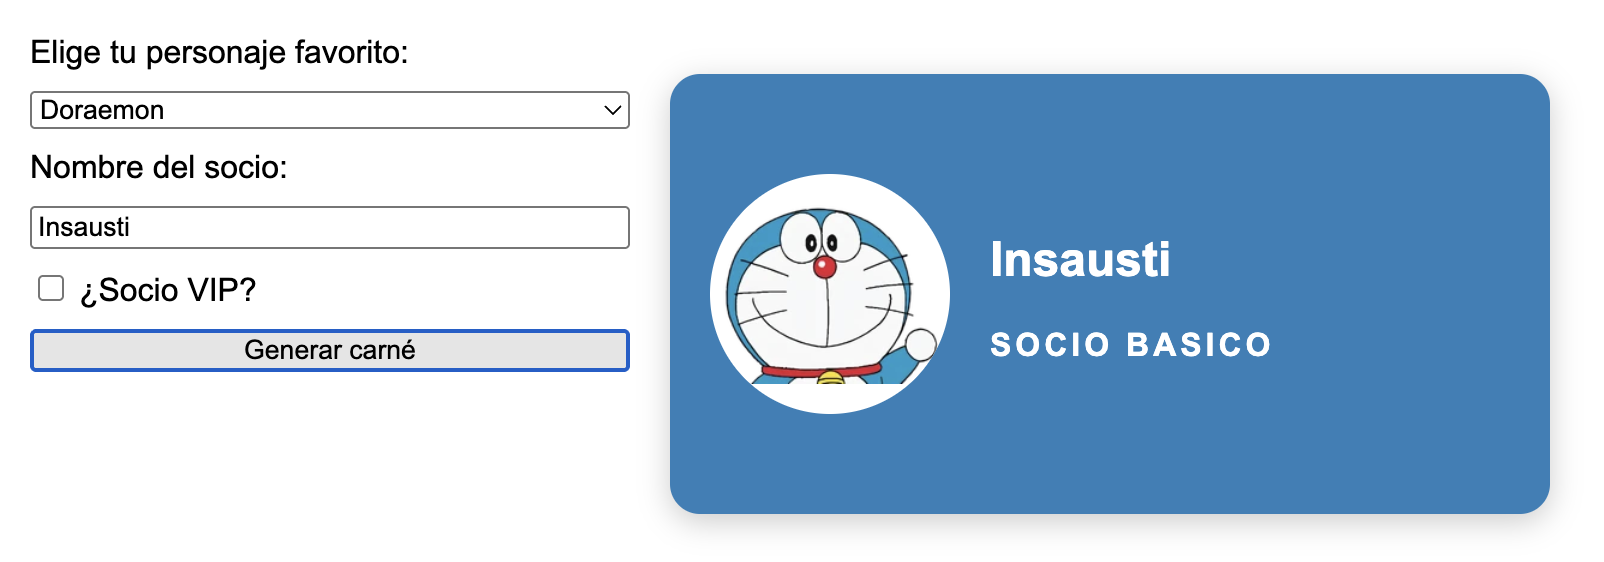 Elige tu personaje favorito:
Doraemon
Nombre del socio:
Insausti
¿Socio VIP?
Generar carné
Insausti
SOCIO BASICO